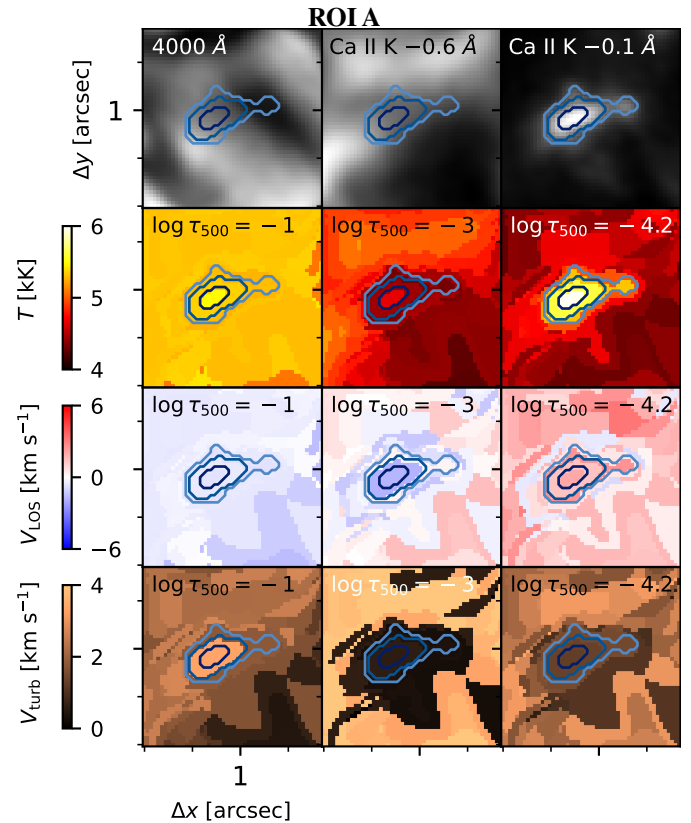 ROI A
4000 Å
Ca II K −0.6 Å
Ca II K −0.1 Å
1
Δy [arcsec]
log τ500 = −1
log τ500 = −3
log τ500 = −4.2
6
5
4
T [kK]
log τ500 = −1
log τ500 = −3
log τ500 = −4.2
6
0
−6
VLOS [km s−1]
log τ500 = −1
log τ500 = −3
log τ500 = −4.2
4
2
0
Vturb [km s−1]
1
Δx [arcsec]